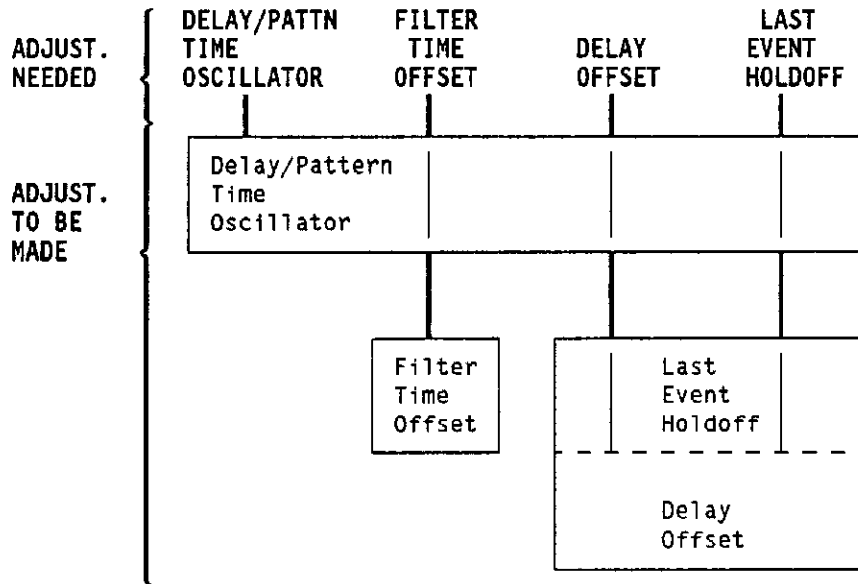 ADJUST.
NEEDED
DELAY/PATTN
TIME
OSCILLATOR
FILTER
TIME
OFFSET
DELAY
OFFSET
LAST
EVENT
HOLDOFF
ADJUST.
TO BE
MADE
Delay/Pattern
Time
Oscillator
Filter
Time
Offset
Last
Event
Holdoff
Delay
Offset